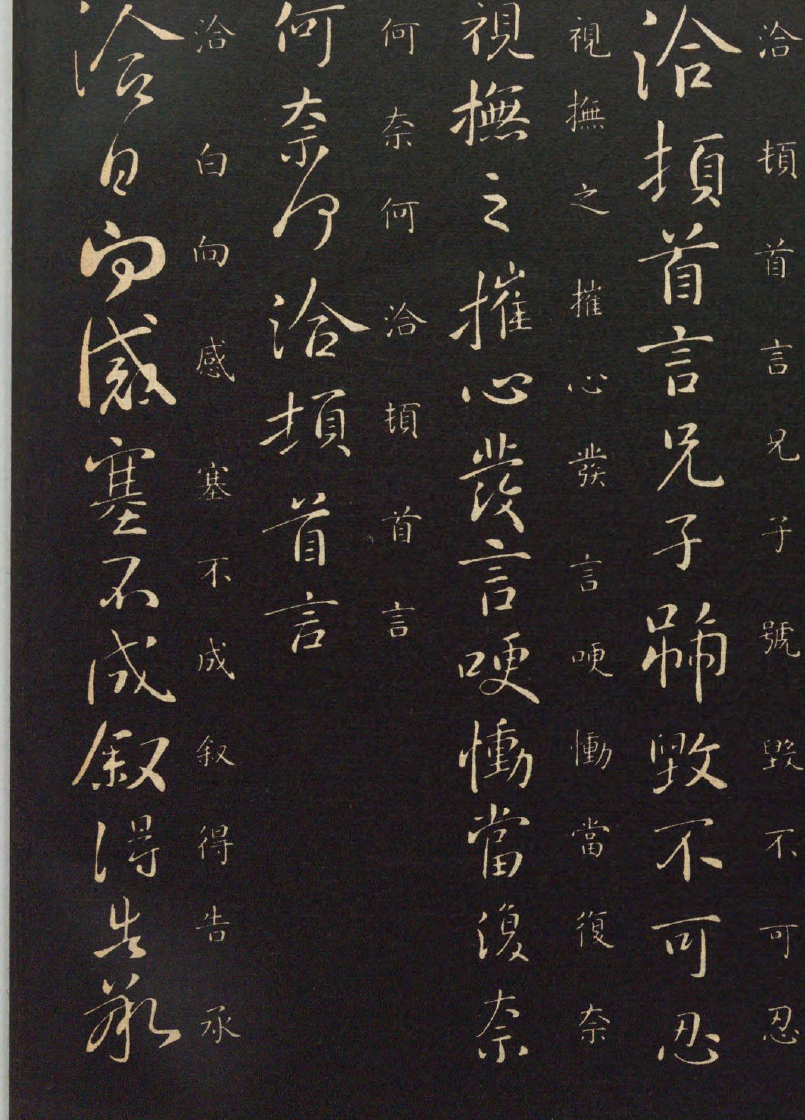 洽頓首言兄子號毀不可忍
洽頓首言兄子號毀不可忍
視撫之摧心發言哽慟當復奈
視撫之摧心發言哽慟當復奈
何奈何洽頓首言
何奈何洽頓首言
洽白向感塞不成叙得告承
洽白向感塞不成叙得告承